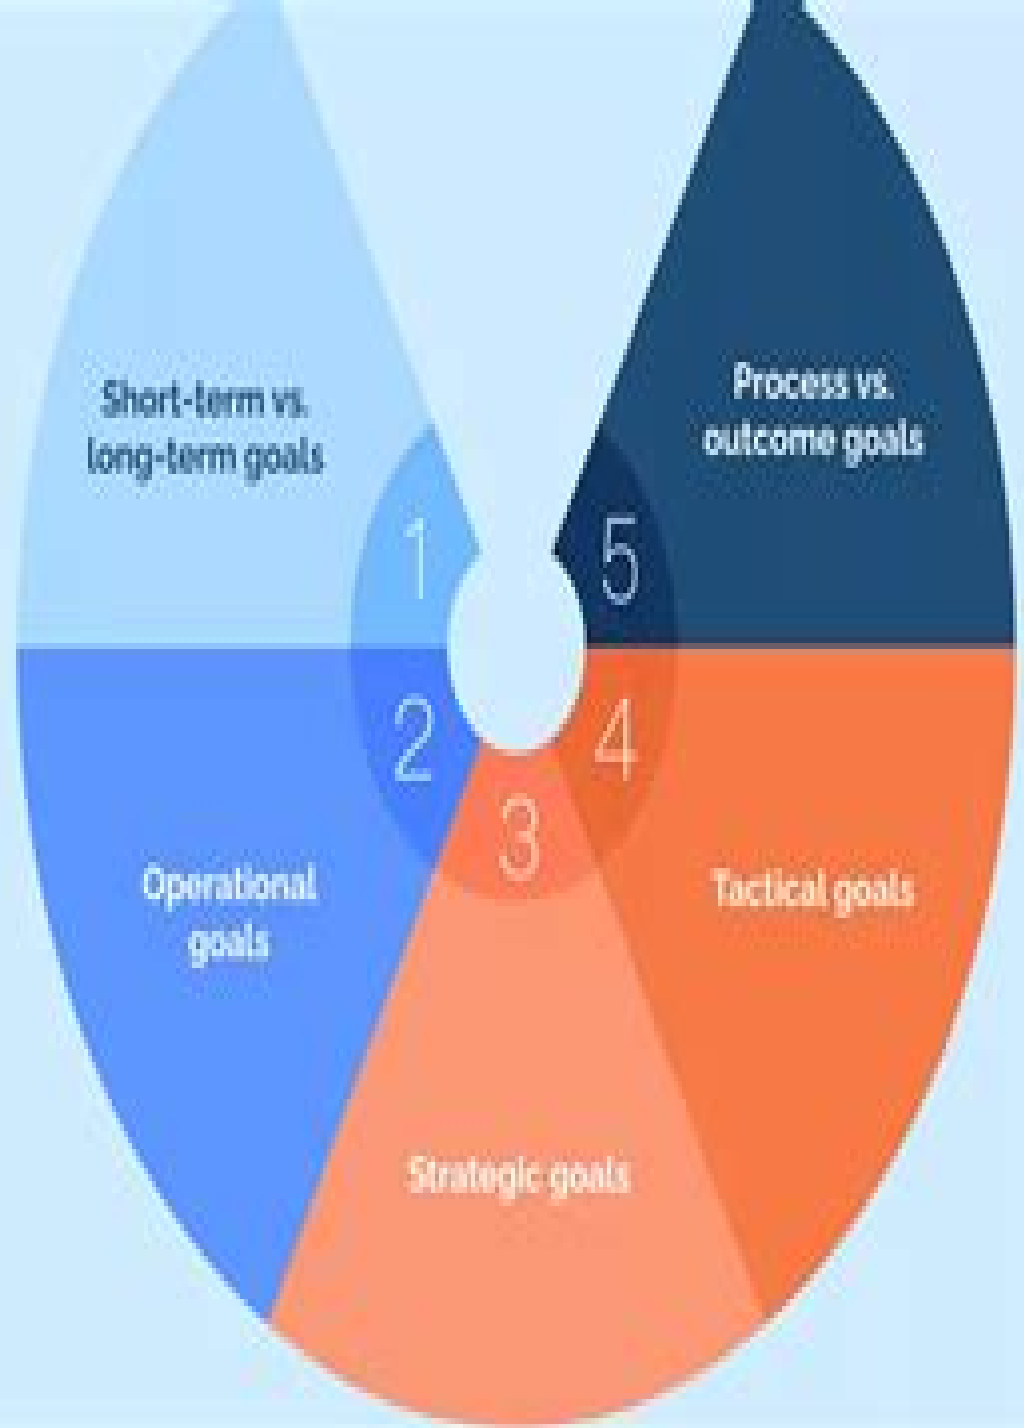 Short-term vs.
long-term goals
1
Operational
goals
2
3
Strategic goals
4
Tactical goals
5
Process vs.
outcome goals